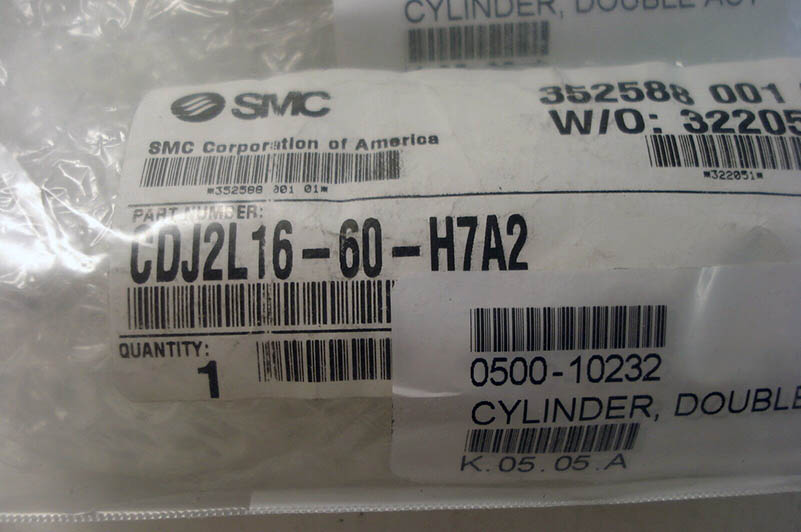 CYLINDER, DOUBLE ACT
SMC
352588 001
W/O: 322051
SMC Corporation of America
*352588 001 01*
*322051*
PART NUMBER:
CDJ2L16-60-H7A2
QUANTITY:
1
0500-10232
CYLINDER, DOUBLE
K.05.05.A